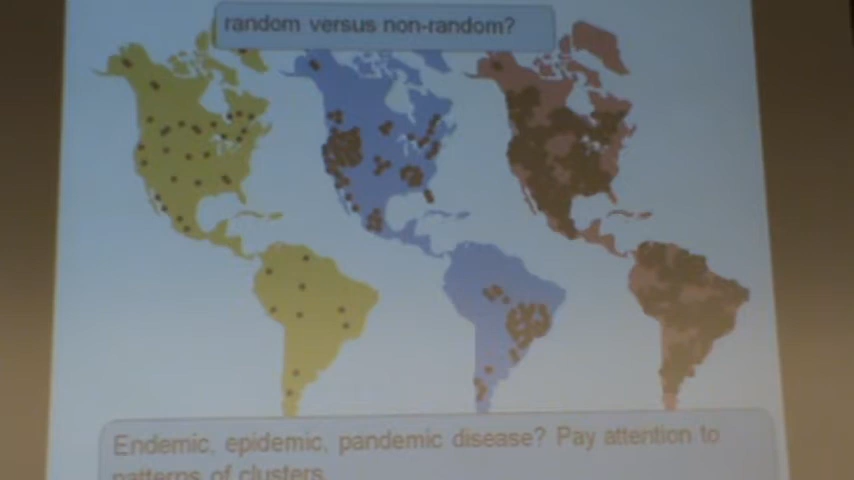 random versus non-random?
Endemic, epidemic, pandemic disease? Pay attention to
patterns of clusters